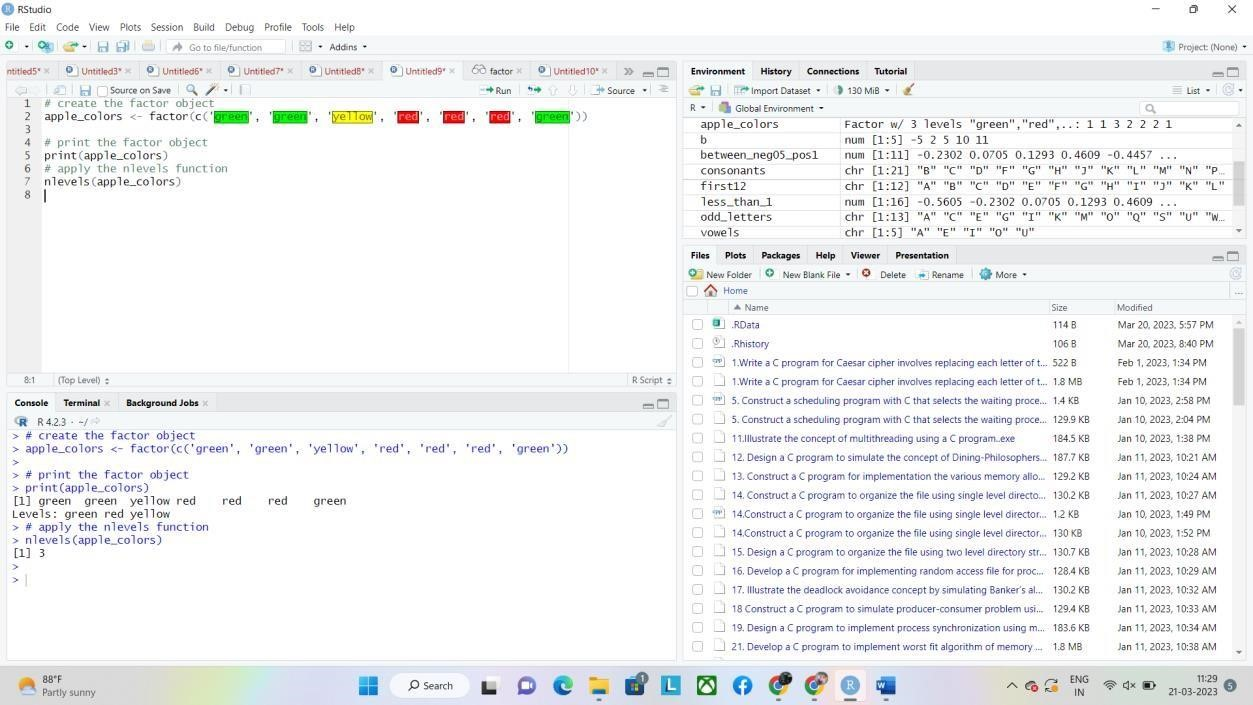 RStudio
File Edit Code View Plots Session Build Debug Profile Tools Help
Go to file/function Addins Project: (None)
ntitled5* Untitled3* Untitled6* Untitled7* Untitled8* Untitled9* factor Untitled10*
Source on Save Run Source
1 # create the factor object
2 apple_colors <- factor(c('green', 'green', 'yellow', 'red', 'red', 'red', 'green'))
3
4 # print the factor object
5 print(apple_colors)
6 # apply the nlevels function
7 nlevels(apple_colors)
8
8:1 (Top Level) R Script
Console Terminal Background Jobs
R 4.2.3 · ~/
> # create the factor object
> apple_colors <- factor(c('green', 'green', 'yellow', 'red', 'red', 'red', 'green'))
>
> # print the factor object
> print(apple_colors)
[1] green green yellow red red red green
Levels: green red yellow
> # apply the nlevels function
> nlevels(apple_colors)
[1] 3
>
>
Environment History Connections Tutorial
Import Dataset 130 MiB List
R Global Environment
apple_colors Factor w/ 3 levels "green","red",..: 1 1 3 2 2 2 1
b num [1:5] -5 2 5 10 11
between_neg05_pos1 num [1:11] -0.2302 0.0705 0.1293 0.4609 -0.4457 ...
consonants chr [1:21] "B" "C" "D" "F" "G" "H" "J" "K" "L" "M" "N" "P…
first12 chr [1:12] "A" "B" "C" "D" "E" "F" "G" "H" "I" "J" "K" "L"
less_than_1 num [1:16] -0.5605 -0.2302 0.0705 0.1293 0.4609 ...
odd_letters chr [1:13] "A" "C" "E" "G" "I" "K" "M" "O" "Q" "S" "U" "W…
vowels chr [1:5] "A" "E" "I" "O" "U"
Files Plots Packages Help Viewer Presentation
New Folder New Blank File Delete Rename More
Home ...
Name Size Modified
.RData 114 B Mar 20, 2023, 5:57 PM
.Rhistory 106 B Mar 20, 2023, 8:40 PM
1.Write a C program for Caesar cipher involves replacing each letter of t... 522 B Feb 1, 2023, 1:34 PM
1.Write a C program for Caesar cipher involves replacing each letter of t... 1.8 MB Feb 1, 2023, 1:34 PM
5. Construct a scheduling program with C that selects the waiting proce... 1.4 KB Jan 10, 2023, 2:58 PM
5. Construct a scheduling program with C that selects the waiting proce... 129.9 KB Jan 10, 2023, 2:04 PM
11.Illustrate the concept of multithreading using a C program..exe 184.5 KB Jan 10, 2023, 1:38 PM
12. Design a C program to simulate the concept of Dining-Philosophers... 187.7 KB Jan 11, 2023, 10:21 AM
13. Construct a C program for implementation the various memory allo... 129.2 KB Jan 11, 2023, 10:24 AM
14. Construct a C program to organize the file using single level directo... 130.2 KB Jan 11, 2023, 10:27 AM
14.Construct a C program to organize the file using single level director... 1.2 KB Jan 10, 2023, 1:49 PM
14.Construct a C program to organize the file using single level director... 130 KB Jan 10, 2023, 1:52 PM
15. Design a C program to organize the file using two level directory str... 130.7 KB Jan 11, 2023, 10:28 AM
16. Develop a C program for implementing random access file for proc... 128.4 KB Jan 11, 2023, 10:29 AM
17. Illustrate the deadlock avoidance concept by simulating Banker's al... 130.2 KB Jan 11, 2023, 10:32 AM
18 Construct a C program to simulate producer-consumer problem usi... 129.4 KB Jan 11, 2023, 10:33 AM
19. Design a C program to implement process synchronization using m... 183.6 KB Jan 11, 2023, 10:34 AM
21. Develop a C program to implement worst fit algorithm of memory ... 1.8 MB Jan 11, 2023, 10:38 AM
88°F
Partly sunny
Search
ENG
IN
11:29
21-03-2023
5